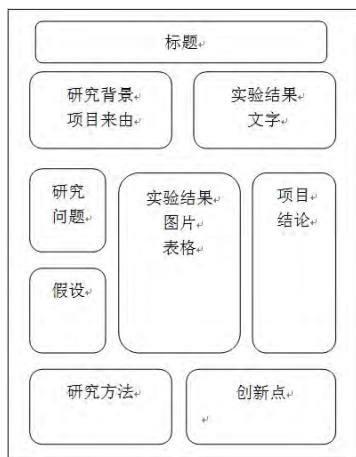 标题
研究背景
项目来由
实验结果
文字
研究
问题
实验结果
图片
表格
项目
结论
假设
研究方法
创新点